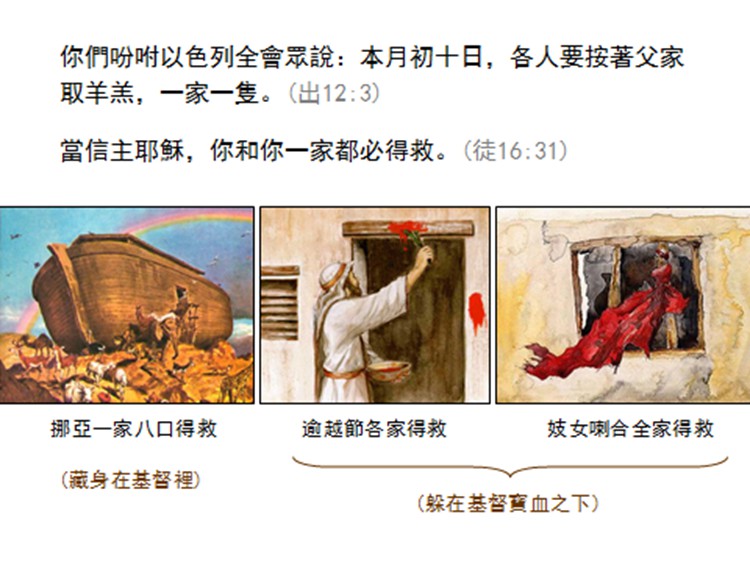 你們吩咐以色列全會眾說：本月初十日，各人要按著父家
取羊羔，一家一隻。(出12:3)
當信主耶穌，你和你一家都必得救。(徒16:31)
挪亞一家八口得救
逾越節各家得救
妓女喇合全家得救
(藏身在基督裡)
(躲在基督寶血之下)